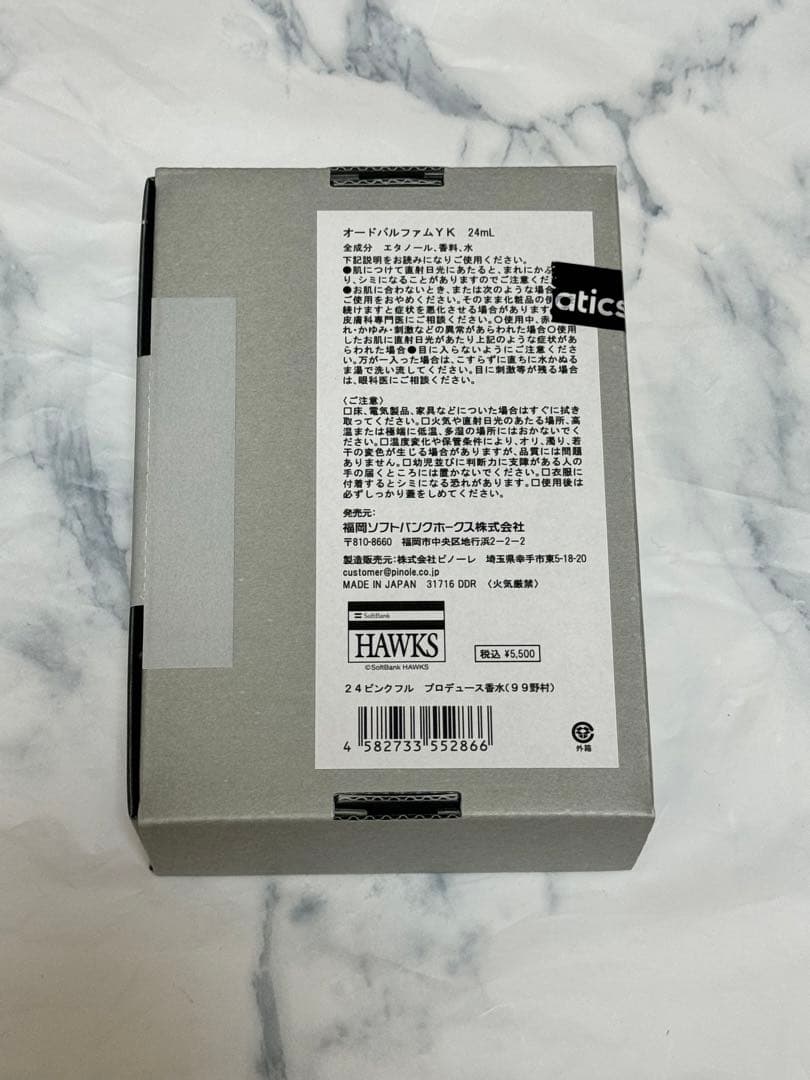 オードパルファムＹＫ　24mL
全成分　エタノール、香料、水
下記説明をお読みになりご使用ください。
●肌につけて直射日光にあたると、まれにかぶ
り、シミになることがありますのでご注意くださ
●お肌に合わないとき、または次のような場合
ご使用をおやめください。そのまま化粧品の使
続けますと症状を悪化させる場合があります
皮膚科専門医にご相談ください。○使用中、赤
れ・かゆみ・刺激などの異常があらわれた場合○使用
したお肌に直射日光があたり上記のような症状があ
らわれた場合●目に入らないようにご注意くださ
い。万が一入った場合は、こすらずに直ちに水かぬる
ま湯で洗い流してください。目に刺激等が残る場合
は、眼科医にご相談ください。
atics
〈ご注意〉
□床、電気製品、家具などについた場合はすぐに拭き
取ってください。□火気や直射日光のあたる場所、高
温または極端に低温、多湿の場所にはおかないでく
ださい。□温度変化や保管条件により、オリ、濁り、若
干の変色が生じる場合がありますが、品質には問題
ありません。□幼児並びに判断力に支障がある人の
手の届くところには置かないでください。□衣服に
付着するとシミになる恐れがあります。□使用後は
必ずしっかり蓋をしめてください。
発売元：
福岡ソフトバンクホークス株式会社
〒810-8660　福岡市中央区地行浜2－2－2
製造販売元：株式会社ピノーレ　埼玉県幸手市東5-18-20
customer@pinole.co.jp
MADE IN JAPAN　31716 DDR　〈火気厳禁〉
SoftBank
HAWKS
©SoftBank HAWKS
税込 ¥5,500
２４ピンクフル　プロデュース香水(９９野村)
4 582733 552866
外箱